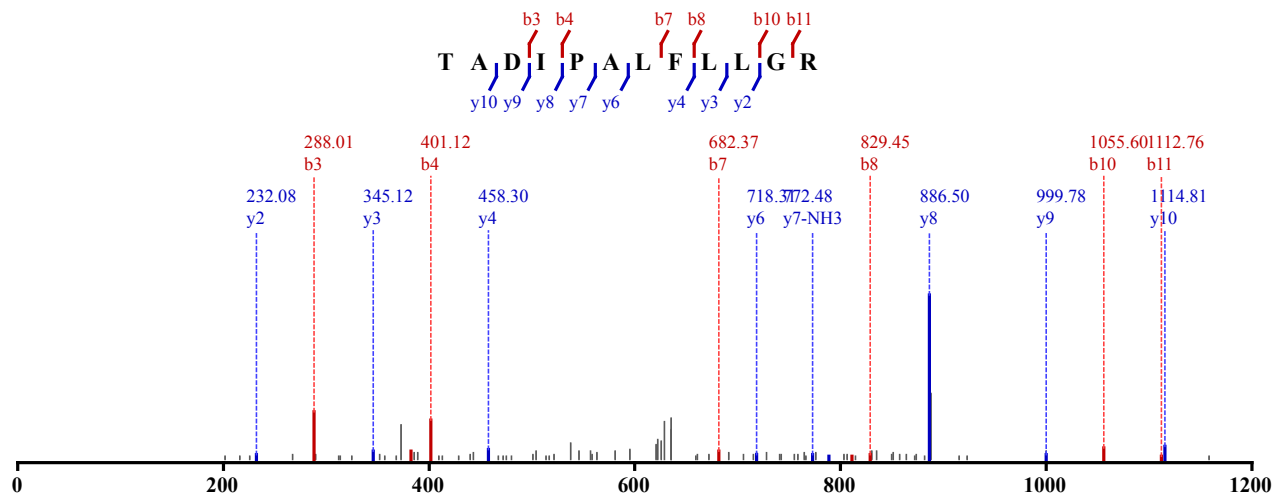 b3 b4 b7 b8 b10 b11
T A D I P A L F L L G R
y10 y9 y8 y7 y6 y4 y3 y2
288.01 401.12 682.37 829.45 1055.60 1112.76
b3 b4 b7 b8 b10 b11
232.08 345.12 458.30 718.31 772.48 886.50 999.78 1114.81
y2 y3 y4 y6 y7-NH3 y8 y9 y10
0 200 400 600 800 1000 1200